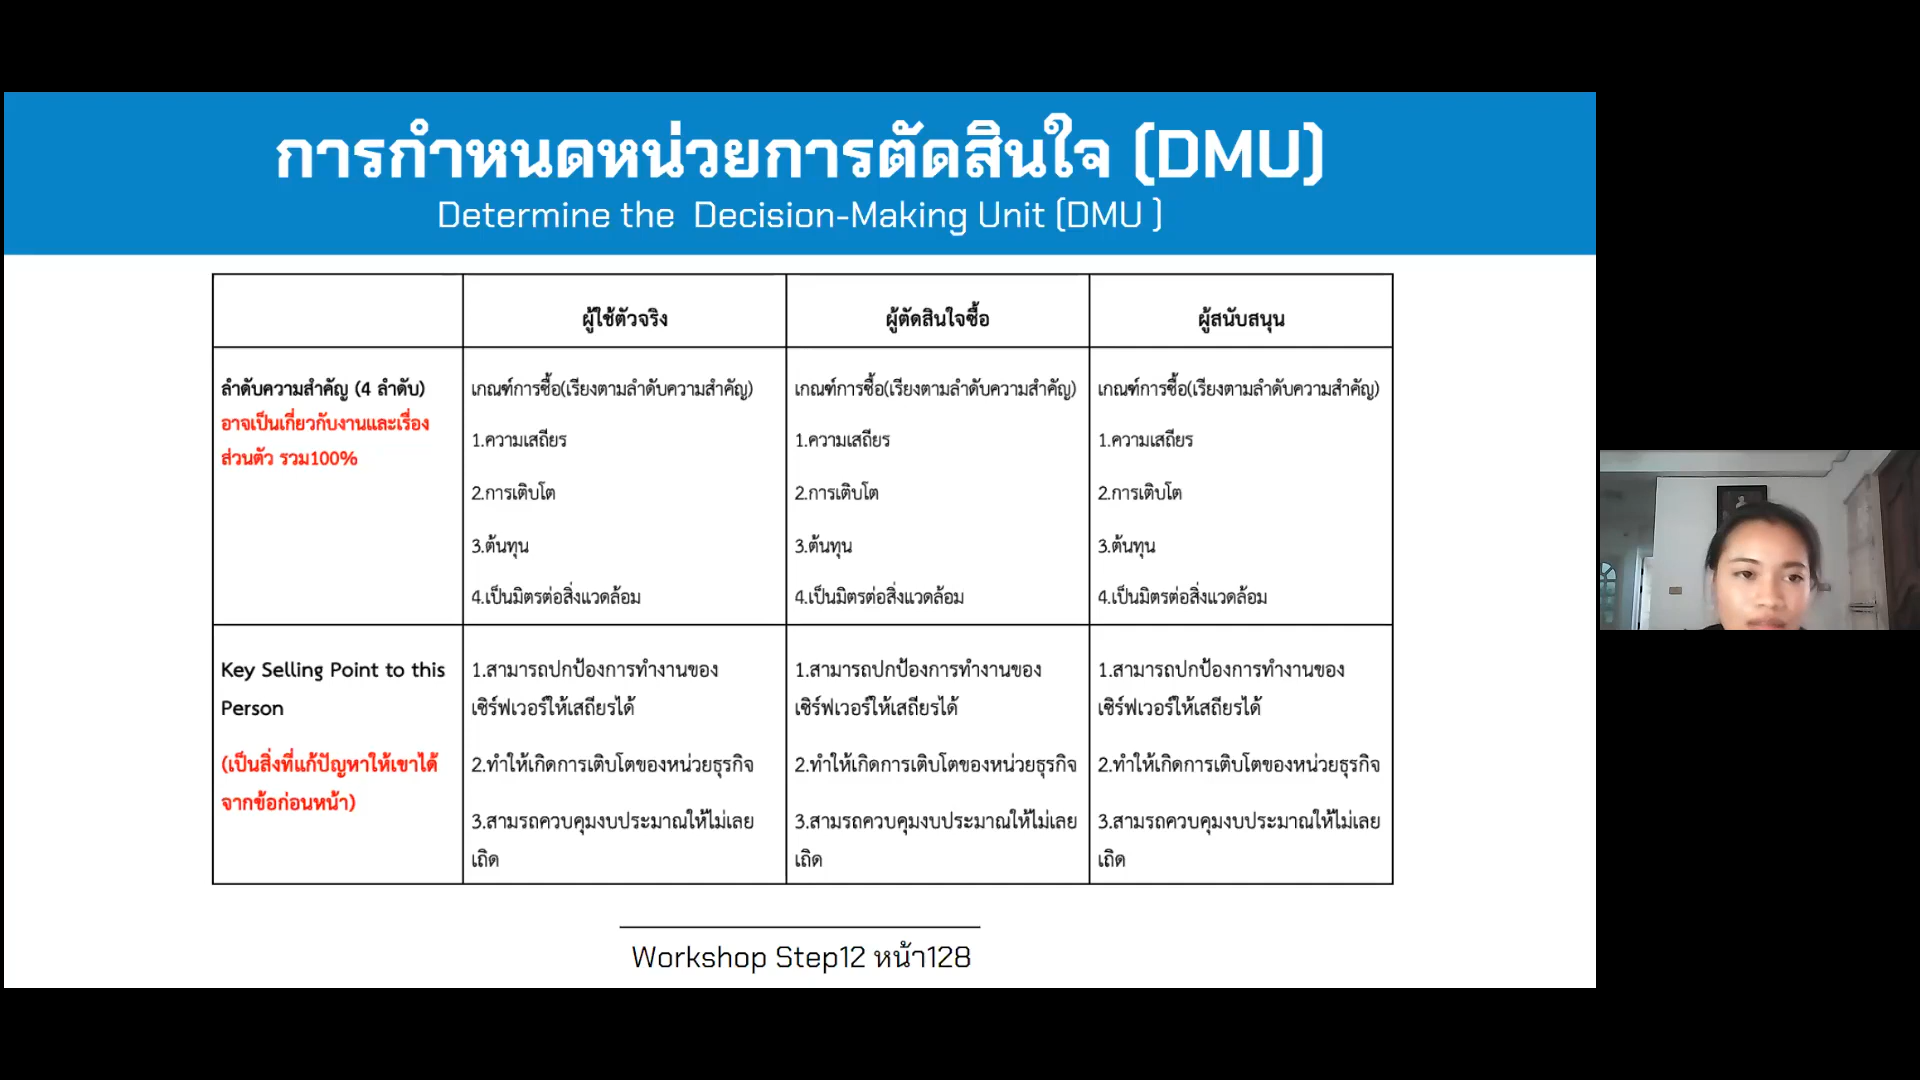 การกำหนดหน่วยการตัดสินใจ (DMU)
Determine the Decision-Making Unit (DMU )
ผู้ใช้ตัวจริง
ผู้ตัดสินใจซื้อ
ผู้สนับสนุน
ลำดับความสำคัญ (4 ลำดับ)
อาจเป็นเกี่ยวกับงานและเรื่อง
ส่วนตัว รวม100%
เกณฑ์การซื้อ(เรียงตามลำดับความสำคัญ)
1.ความเสถียร
2.การเติบโต
3.ต้นทุน
4.เป็นมิตรต่อสิ่งแวดล้อม
เกณฑ์การซื้อ(เรียงตามลำดับความสำคัญ)
1.ความเสถียร
2.การเติบโต
3.ต้นทุน
4.เป็นมิตรต่อสิ่งแวดล้อม
เกณฑ์การซื้อ(เรียงตามลำดับความสำคัญ)
1.ความเสถียร
2.การเติบโต
3.ต้นทุน
4.เป็นมิตรต่อสิ่งแวดล้อม
Key Selling Point to this
Person
(เป็นสิ่งที่แก้ปัญหาให้เขาได้
จากข้อก่อนหน้า)
1.สามารถปกป้องการทำงานของ
เซิร์ฟเวอร์ให้เสถียรได้
2.ทำให้เกิดการเติบโตของหน่วยธุรกิจ
3.สามรถควบคุมงบประมาณให้ไม่เลย
เถิด
1.สามารถปกป้องการทำงานของ
เซิร์ฟเวอร์ให้เสถียรได้
2.ทำให้เกิดการเติบโตของหน่วยธุรกิจ
3.สามรถควบคุมงบประมาณให้ไม่เลย
เถิด
1.สามารถปกป้องการทำงานของ
เซิร์ฟเวอร์ให้เสถียรได้
2.ทำให้เกิดการเติบโตของหน่วยธุรกิจ
3.สามรถควบคุมงบประมาณให้ไม่เลย
เถิด
Workshop Step12 หน้า128